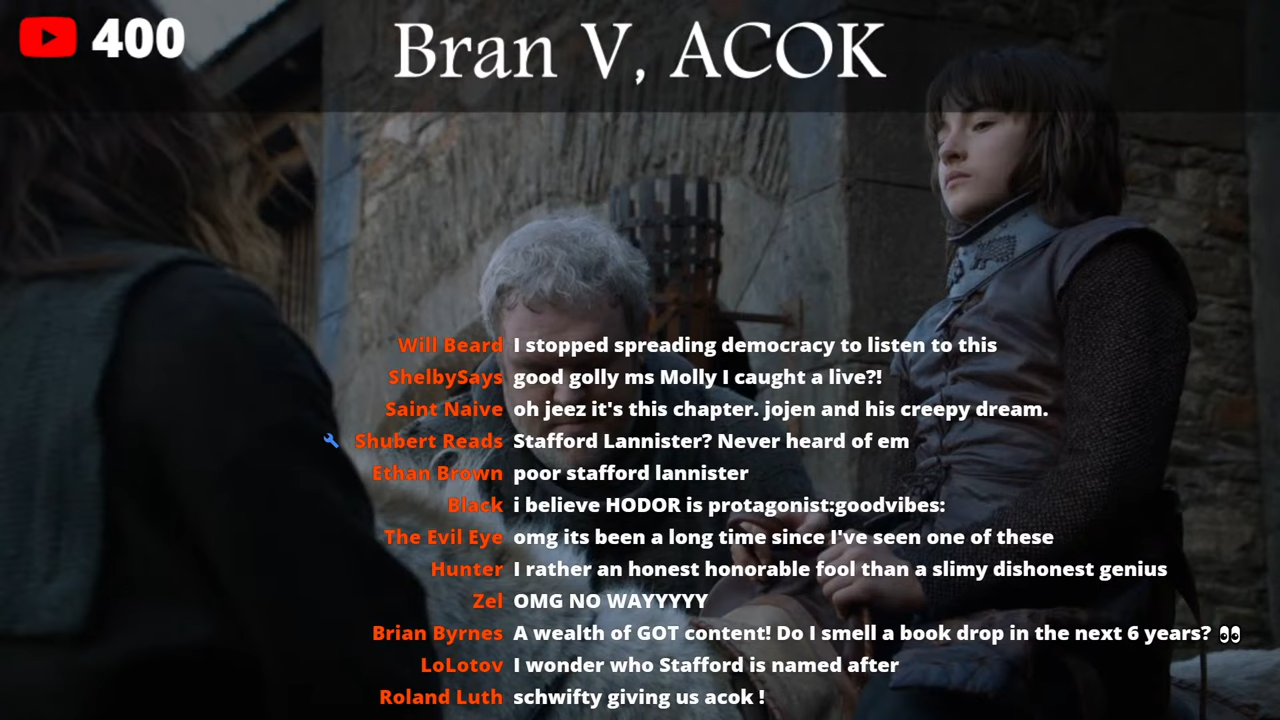 400
Bran V, ACOK
Will Beard I stopped spreading democracy to listen to this
ShelbySays good golly ms Molly I caught a live?!
Saint Naive oh jeez it's this chapter. jojen and his creepy dream.
Shubert Reads Stafford Lannister? Never heard of em
Ethan Brown poor stafford lannister
Black i believe HODOR is protagonist:goodvibes:
The Evil Eye omg its been a long time since I've seen one of these
Hunter I rather an honest honorable fool than a slimy dishonest genius
Zel OMG NO WAYYYYY
Brian Byrnes A wealth of GOT content! Do I smell a book drop in the next 6 years? 👀
LoLotov I wonder who Stafford is named after
Roland Luth schwifty giving us acok !